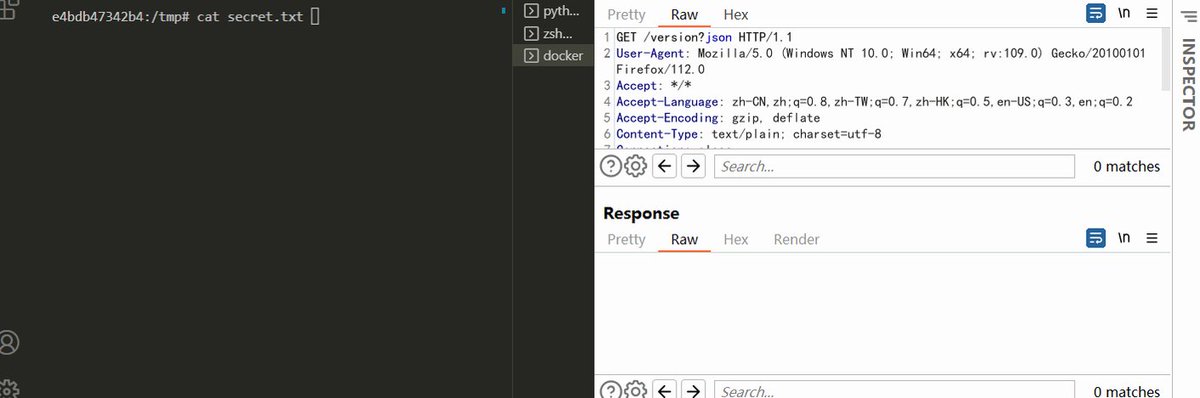 e4bdb47342b4:/tmp# cat secret.txt
pyth...
zsh...
docker
Pretty Raw Hex
\n
1 GET /version?json HTTP/1.1
2 User-Agent: Mozilla/5.0 (Windows NT 10.0; Win64; x64; rv:109.0) Gecko/20100101
Firefox/112.0
3 Accept: */*
4 Accept-Language: zh-CN,zh;q=0.8,zh-TW;q=0.7,zh-HK;q=0.5,en-US;q=0.3,en;q=0.2
5 Accept-Encoding: gzip, deflate
6 Content-Type: text/plain; charset=utf-8
Search...
0 matches
Response
Pretty Raw Hex Render
\n
Search...
0 matches
INSPECTOR